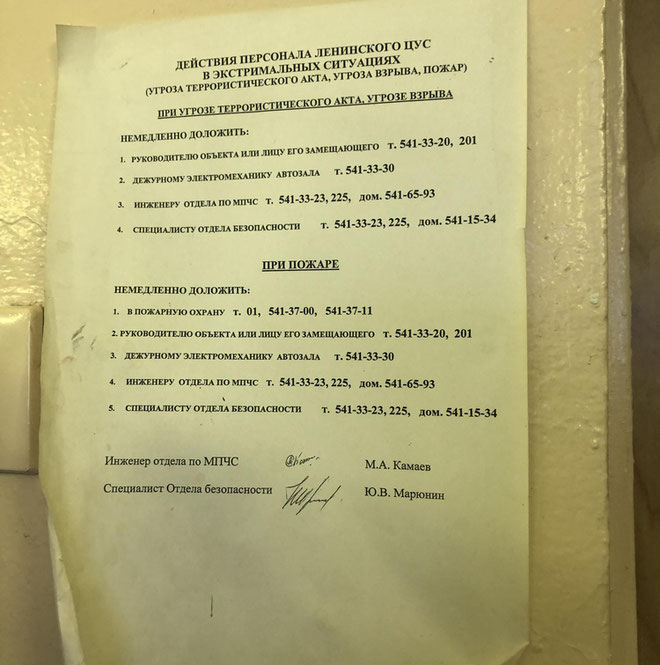 ДЕЙСТВИЯ ПЕРСОНАЛА ЛЕНИНСКОГО ЦУС
В ЭКСТРИМАЛЬНЫХ СИТУАЦИЯХ
(УГРОЗА ТЕРРОРИСТИЧЕСКОГО АКТА, УГРОЗА ВЗРЫВА, ПОЖАР)
ПРИ УГРОЗЕ ТЕРРОРИСТИЧЕСКОГО АКТА, УГРОЗЕ ВЗРЫВА
НЕМЕДЛЕННО ДОЛОЖИТЬ:
1. РУКОВОДИТЕЛЮ ОБЪЕКТА ИЛИ ЛИЦУ ЕГО ЗАМЕЩАЮЩЕГО т. 541-33-20, 201
2. ДЕЖУРНОМУ ЭЛЕКТРОМЕХАНИКУ АВТОЗАЛА т. 541-33-30
3. ИНЖЕНЕРУ ОТДЕЛА ПО МПЧС т. 541-33-23, 225, дом. 541-65-93
4. СПЕЦИАЛИСТУ ОТДЕЛА БЕЗОПАСНОСТИ т. 541-33-23, 225, дом. 541-15-34
ПРИ ПОЖАРЕ
НЕМЕДЛЕННО ДОЛОЖИТЬ:
1. В ПОЖАРНУЮ ОХРАНУ т. 01, 541-37-00, 541-37-11
2. РУКОВОДИТЕЛЮ ОБЪЕКТА ИЛИ ЛИЦУ ЕГО ЗАМЕЩАЮЩЕГО т. 541-33-20, 201
3. ДЕЖУРНОМУ ЭЛЕКТРОМЕХАНИКУ АВТОЗАЛА т. 541-33-30
4. ИНЖЕНЕРУ ОТДЕЛА ПО МПЧС т. 541-33-23, 225, дом. 541-65-93
5. СПЕЦИАЛИСТУ ОТДЕЛА БЕЗОПАСНОСТИ т. 541-33-23, 225, дом. 541-15-34
Инженер отдела по МПЧС М.А. Камаев
Специалист Отдела безопасности Ю.В. Марюнин